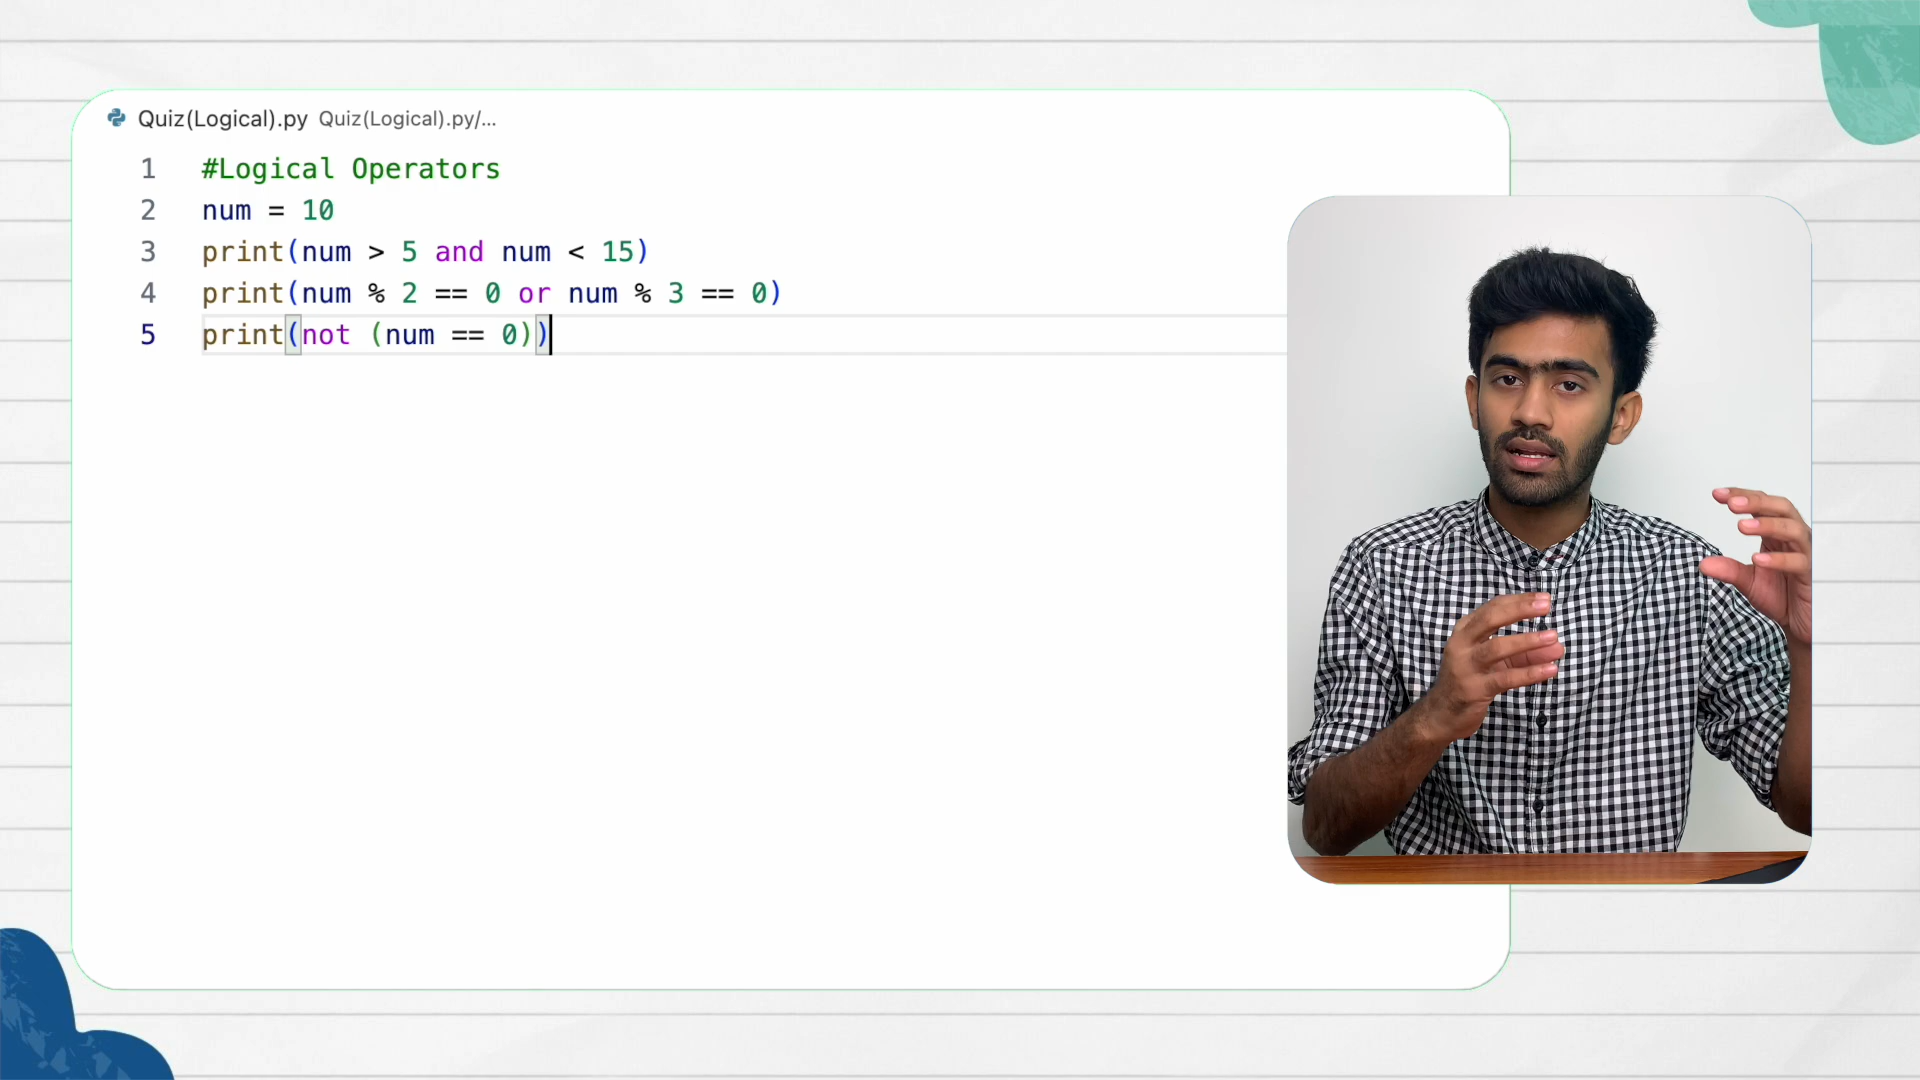 Quiz(Logical).py Quiz(Logical).py/...
1 #Logical Operators
2 num = 10
3 print(num > 5 and num < 15)
4 print(num % 2 == 0 or num % 3 == 0)
5 print(not (num == 0))